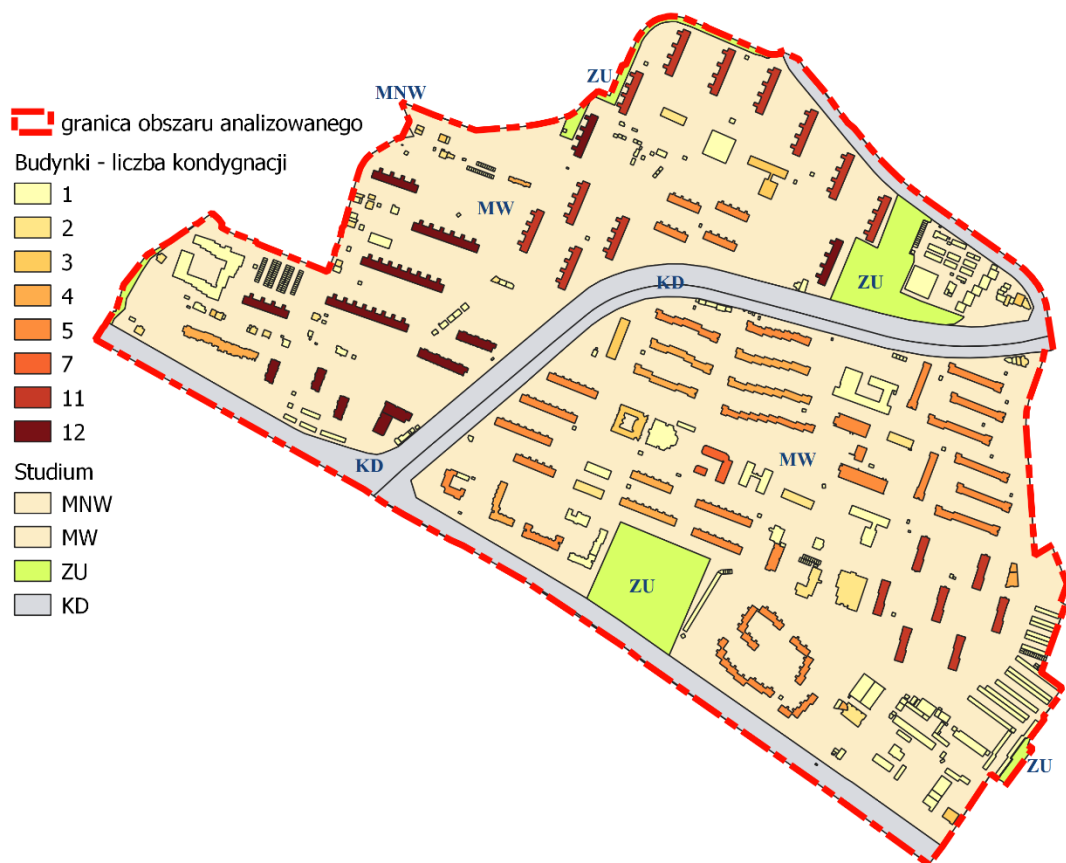 granica obszaru analizowanego
Budynki - liczba kondygnacji
1
2
3
4
5
7
11
12
Studium
MNW
MW
ZU
KD
ZU
MNW
MW
KD
ZU
KD
MW
ZU
ZU